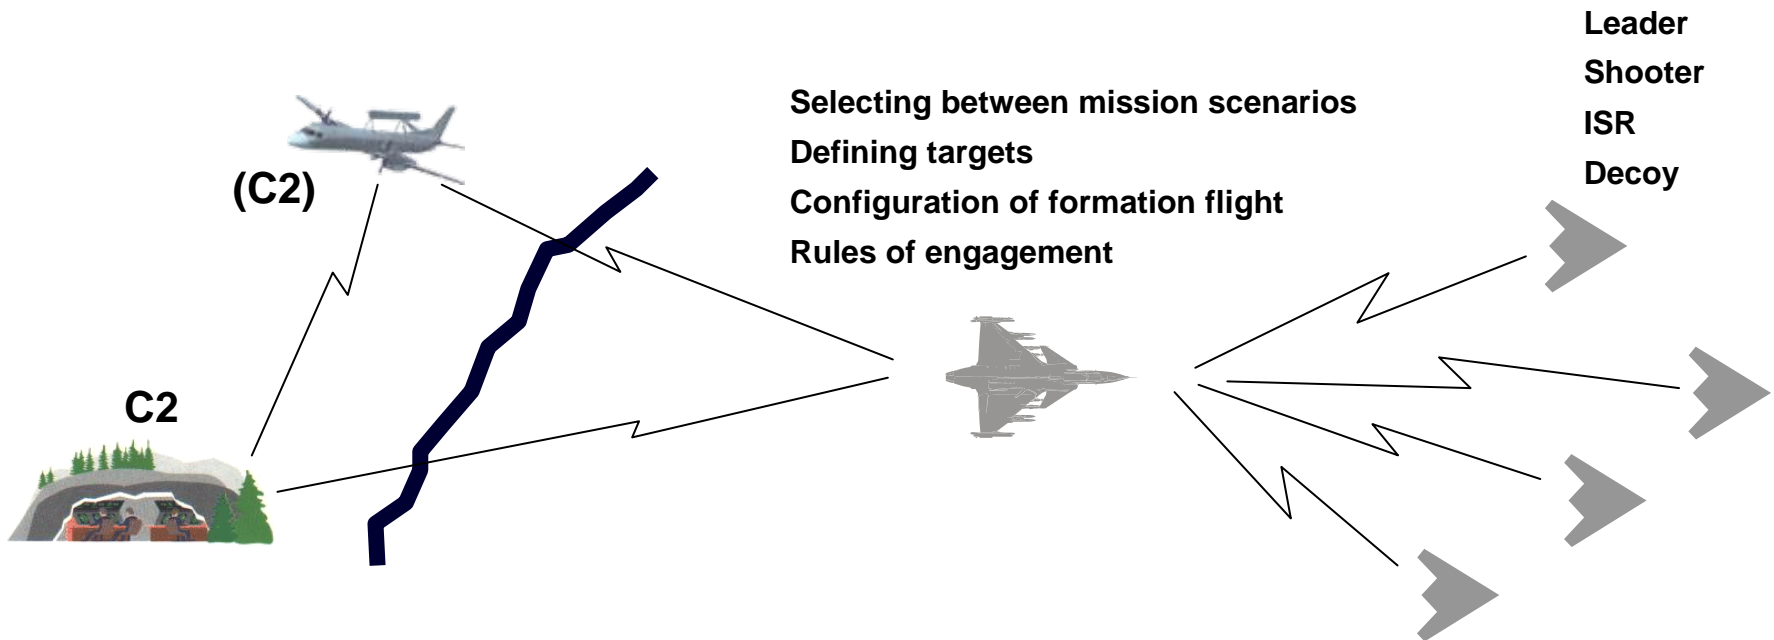 Leader
Shooter
ISR
Decoy
Selecting between mission scenarios
Defining targets
Configuration of formation flight
Rules of engagement
(C2)
C2